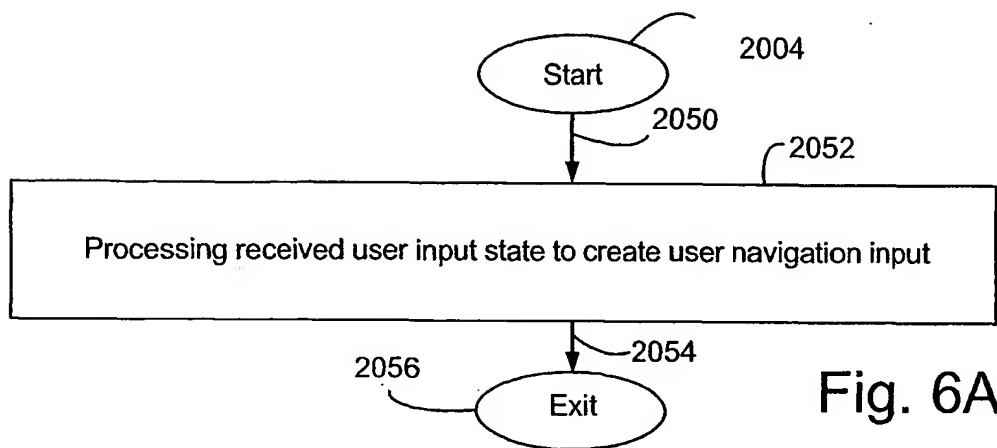 2004
Start
2050
2052
Processing received user input state to create user navigation input
2054
2056
Exit
Fig. 6A